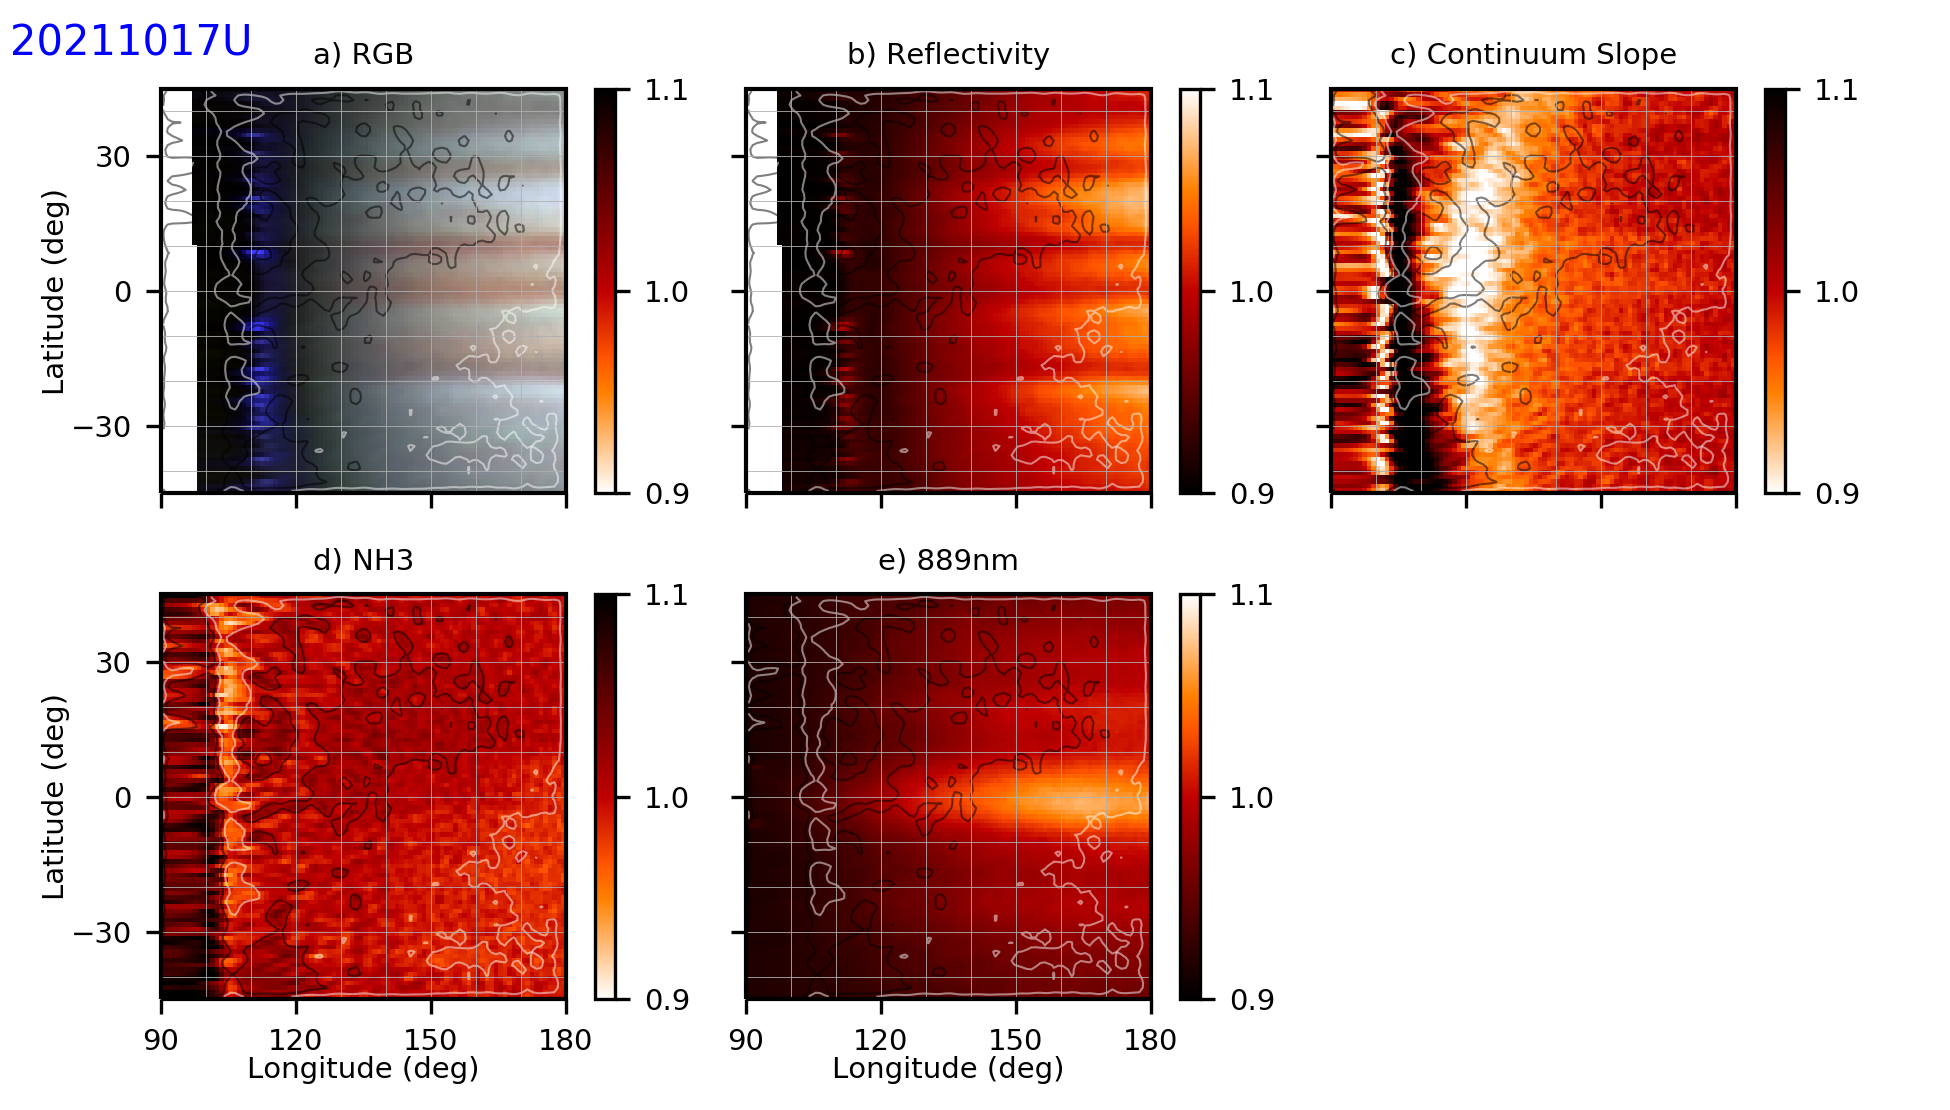 20211017U
a) RGB
b) Reflectivity
c) Continuum Slope
Latitude (deg)
30
0
−30
1.1
1.0
0.9
1.1
1.0
0.9
1.1
1.0
0.9
d) NH3
e) 889nm
Latitude (deg)
30
0
−30
1.1
1.0
0.9
1.1
1.0
0.9
90 120 150 180
90 120 150 180
Longitude (deg)
Longitude (deg)